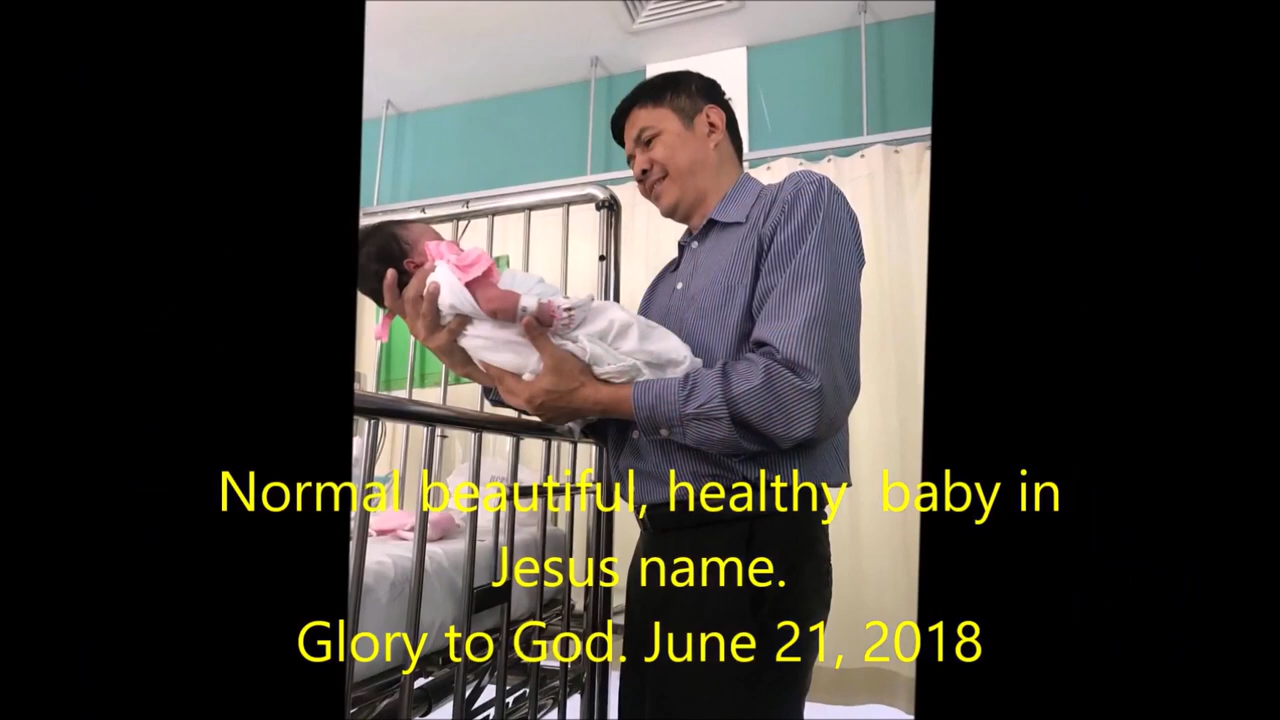 Normal beautiful, healthy  baby in
Jesus name.
Glory to God. June 21, 2018